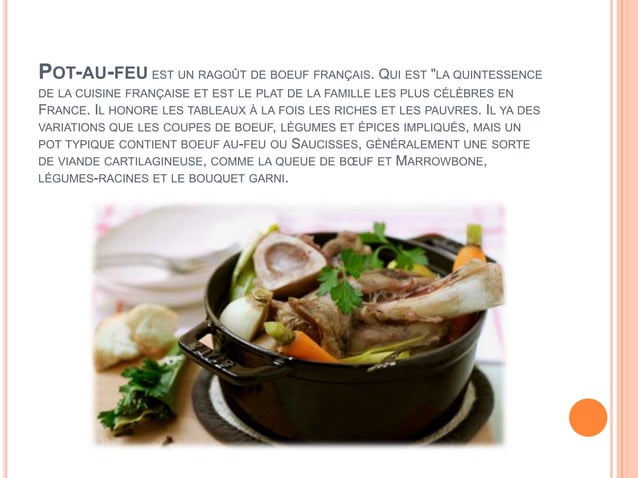 POT-AU-FEU EST UN RAGOÛT DE BOEUF FRANÇAIS. QUI EST "LA QUINTESSENCE
DE LA CUISINE FRANÇAISE ET EST LE PLAT DE LA FAMILLE LES PLUS CÉLÈBRES EN
FRANCE. IL HONORE LES TABLEAUX À LA FOIS LES RICHES ET LES PAUVRES. IL YA DES
VARIATIONS QUE LES COUPES DE BOEUF, LÉGUMES ET ÉPICES IMPLIQUÉS, MAIS UN
POT TYPIQUE CONTIENT BOEUF AU-FEU OU SAUCISSES, GÉNÉRALEMENT UNE SORTE
DE VIANDE CARTILAGINEUSE, COMME LA QUEUE DE BŒUF ET MARROWBONE,
LÉGUMES-RACINES ET LE BOUQUET GARNI.